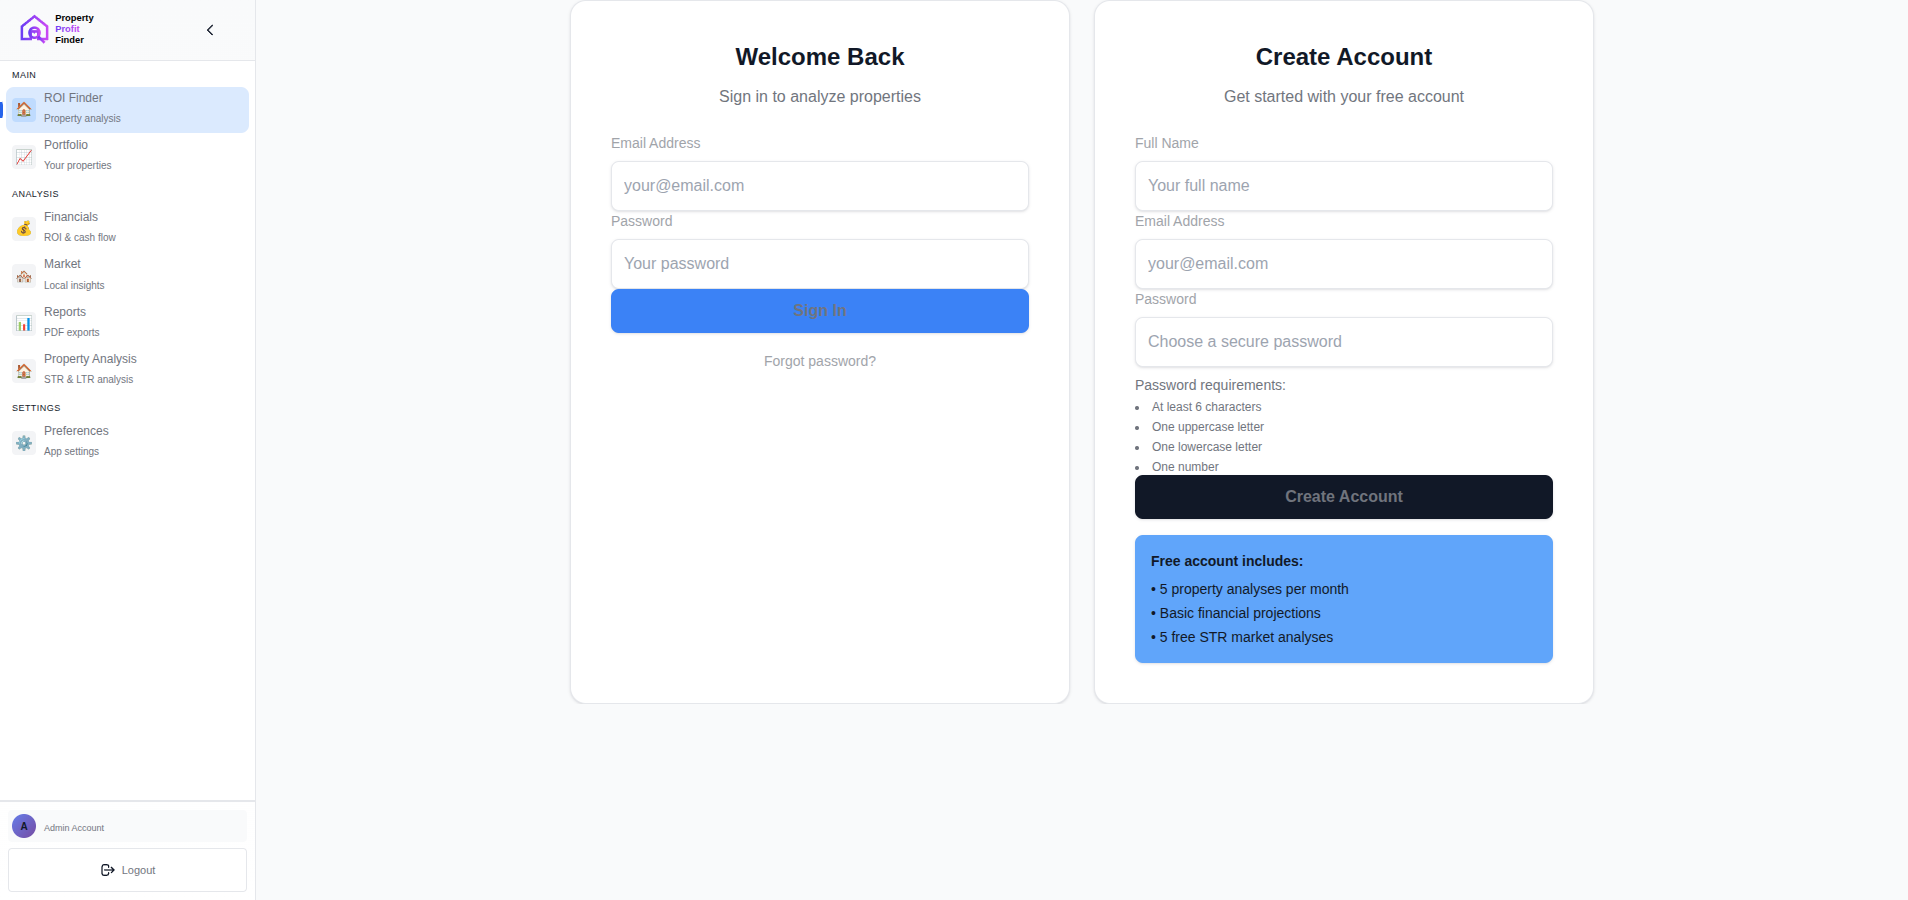 Property
Profit
Finder
MAIN
ROI Finder
Property analysis
Portfolio
Your properties
ANALYSIS
Financials
ROI & cash flow
Market
Local insights
Reports
PDF exports
Property Analysis
STR & LTR analysis
SETTINGS
Preferences
App settings
A
Admin Account
Logout
Welcome Back
Sign in to analyze properties
Email Address
your@email.com
Password
Your password
Sign In
Forgot password?
Create Account
Get started with your free account
Full Name
Your full name
Email Address
your@email.com
Password
Choose a secure password
Password requirements:
• At least 6 characters
• One uppercase letter
• One lowercase letter
• One number
Create Account
Free account includes:
• 5 property analyses per month
• Basic financial projections
• 5 free STR market analyses